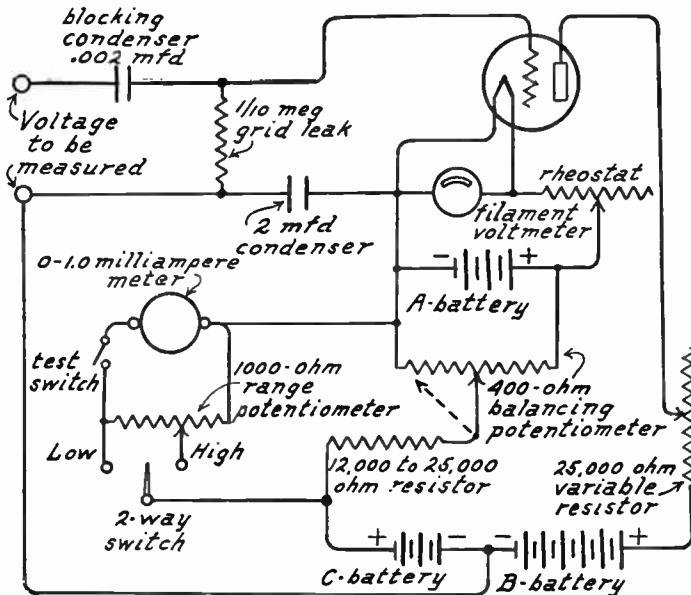 blocking
condenser
.002 mfd
Voltage
to be
measured
1/10 meg
grid leak
2 mfd
condenser
rheostat
filament
voltmeter
0-1.0 milliampere
meter
- +
A-battery
test
switch
1000-ohm
range
potentiometer
400-ohm
balancing
potentiometer
Low
High
2-way
switch
12,000 to 25,000
ohm resistor
25,000 ohm
variable
resistor
+ - - +
C-battery
B-battery